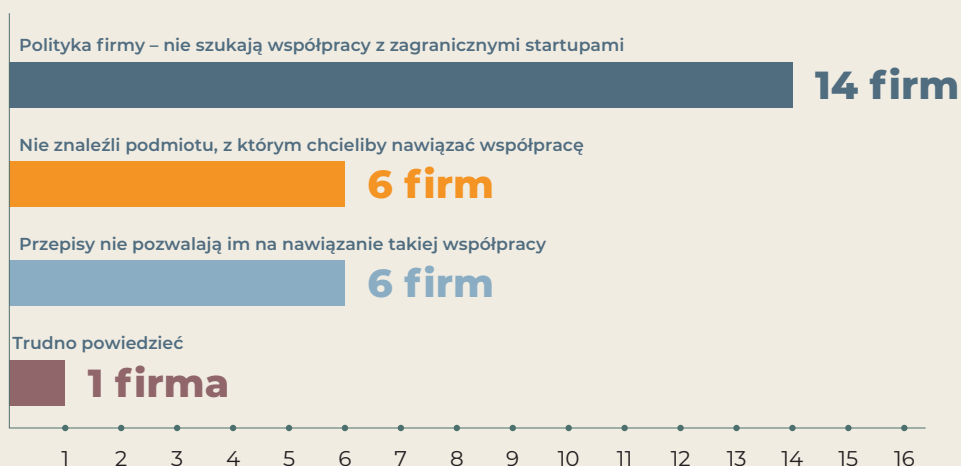 Polityka firmy – nie szukają współpracy z zagranicznymi startupami
14 firm
Nie znaleźli podmiotu, z którym chcieliby nawiązać współpracę
6 firm
Przepisy nie pozwalają im na nawiązanie takiej współpracy
6 firm
Trudno powiedzieć
1 firma
1 2 3 4 5 6 7 8 9 10 11 12 13 14 15 16